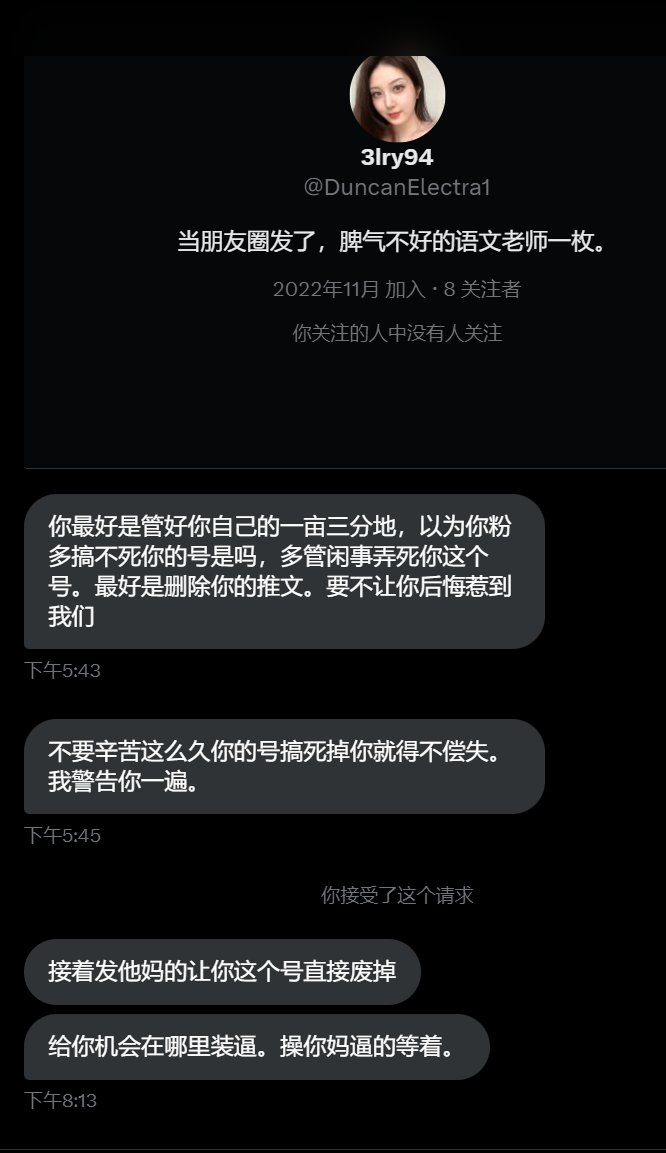 3lry94
@DuncanElectra1
当朋友圈发了，脾气不好的语文老师一枚。
2022年11月 加入 · 8 关注者
你关注的人中没有人关注
你最好是管好你自己的一亩三分地，以为你粉
多搞不死你的号是吗，多管闲事弄死你这个
号。最好是删除你的推文。要不让你后悔惹到
我们
下午5:43
不要辛苦这么久你的号搞死掉你就得不偿失。
我警告你一遍。
下午5:45
你接受了这个请求
接着发他妈的让你这个号直接废掉
给你机会在哪里装逼。操你妈逼的等着。
下午8:13